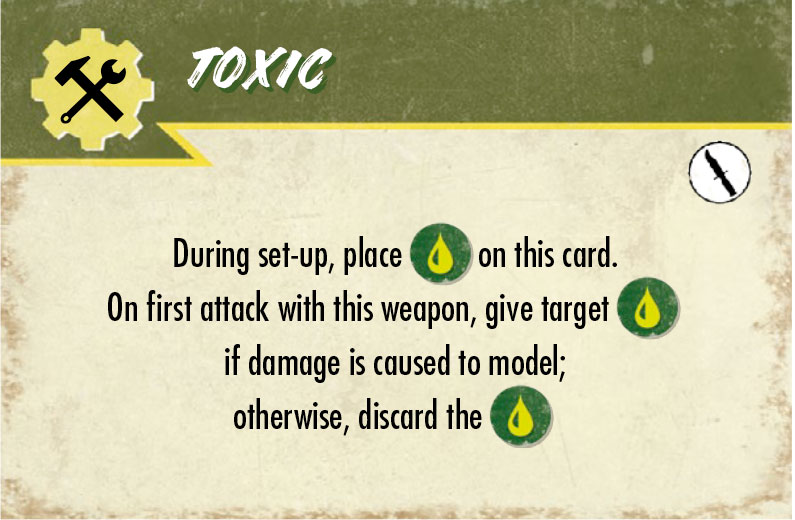 TOXIC
During set-up, place on this card.
On first attack with this weapon, give target
if damage is caused to model;
otherwise, discard the